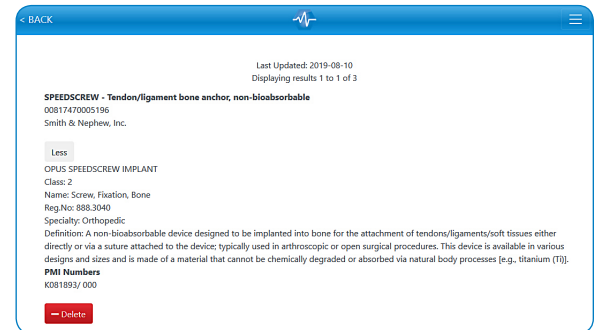 < BACK
Last Updated: 2019-08-10
Displaying results 1 to 1 of 3
SPEEDSCREW - Tendon/ligament bone anchor, non-bioabsorbable
00817470005196
Smith & Nephew, Inc.
Less
OPUS SPEEDSCREW IMPLANT
Class: 2
Name: Screw, Fixation, Bone
Reg.No: 888.3040
Specialty: Orthopedic
Definition: A non-bioabsorbable device designed to be implanted into bone for the attachment of tendons/ligaments/soft tissues either
directly or via a suture attached to the device; typically used in arthroscopic or open surgical procedures. This device is available in various
designs and sizes and is made of a material that cannot be chemically degraded or absorbed via natural body processes [e.g., titanium (Ti)].
PMI Numbers
K081893/ 000
Delete